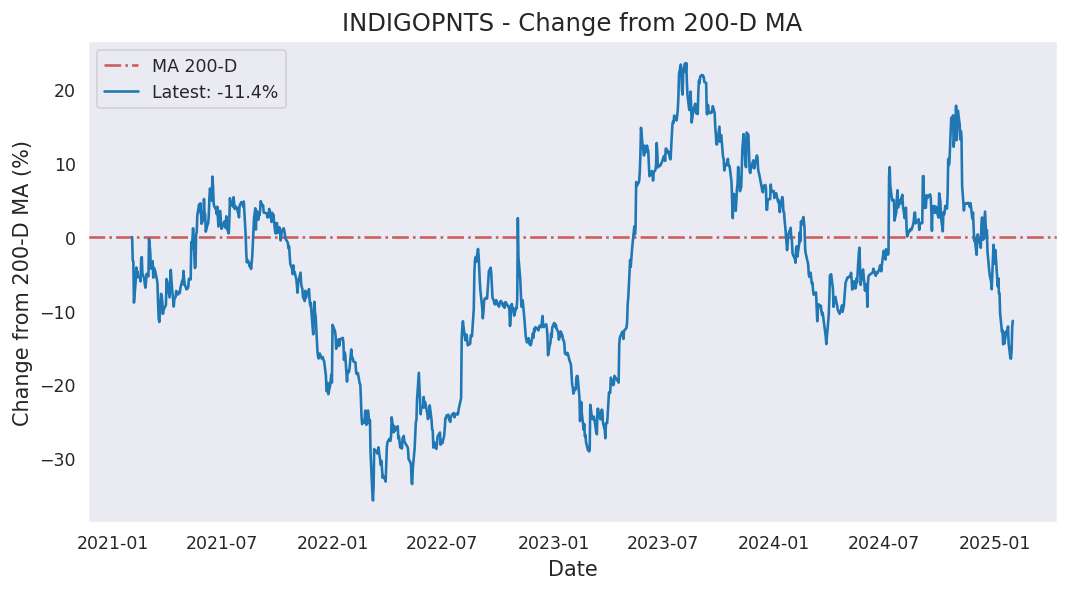 INDIGOPNTS - Change from 200-D MA
MA 200-D
Latest: -11.4%
Change from 200-D MA (%)
20
10
0
−10
−20
−30
2021-01 2021-07 2022-01 2022-07 2023-01 2023-07 2024-01 2024-07 2025-01
Date